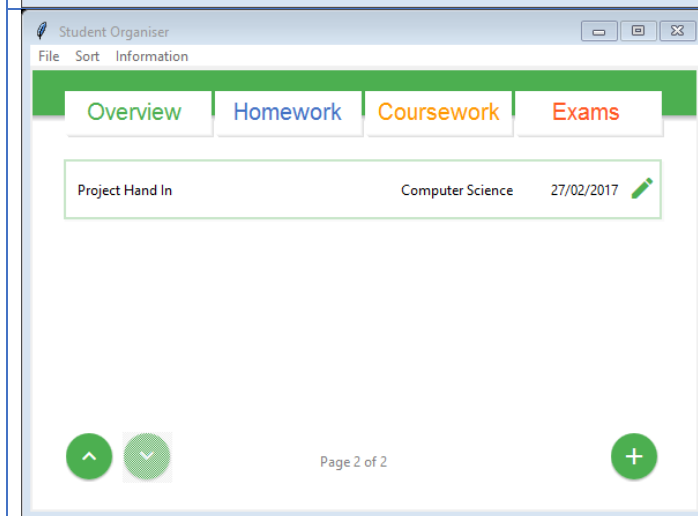 Student Organiser
File Sort Information
Overview Homework Coursework Exams
Project Hand In Computer Science 27/02/2017
Page 2 of 2